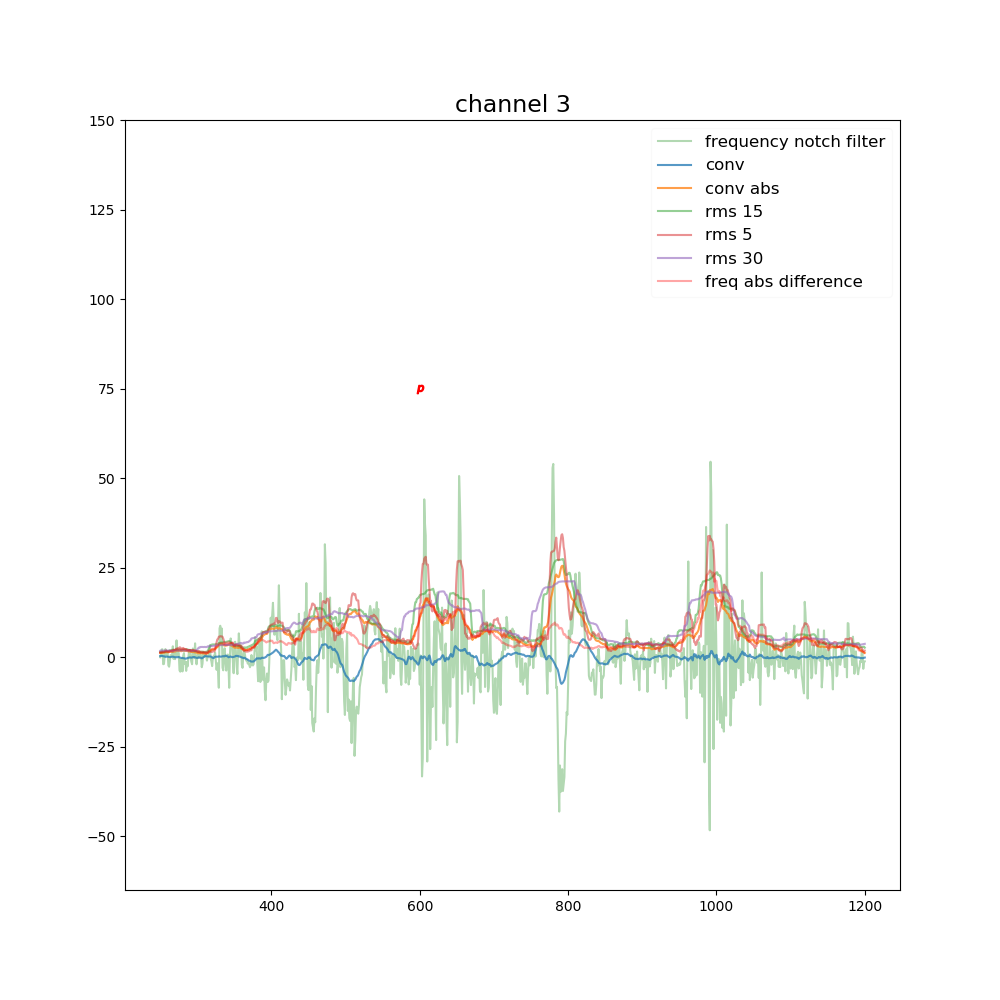 channel 3
150
125
100
75
50
25
0
−25
−50
400 600 800 1000 1200
frequency notch filter
conv
conv abs
rms 15
rms 5
rms 30
freq abs difference
p